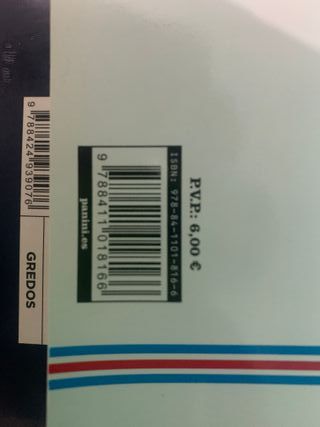 ISBN: 978-84-1101-816-6
9 788411 018166
panini.es
P.V.P.: 6,00 €
9 788424 939076
GREDOS